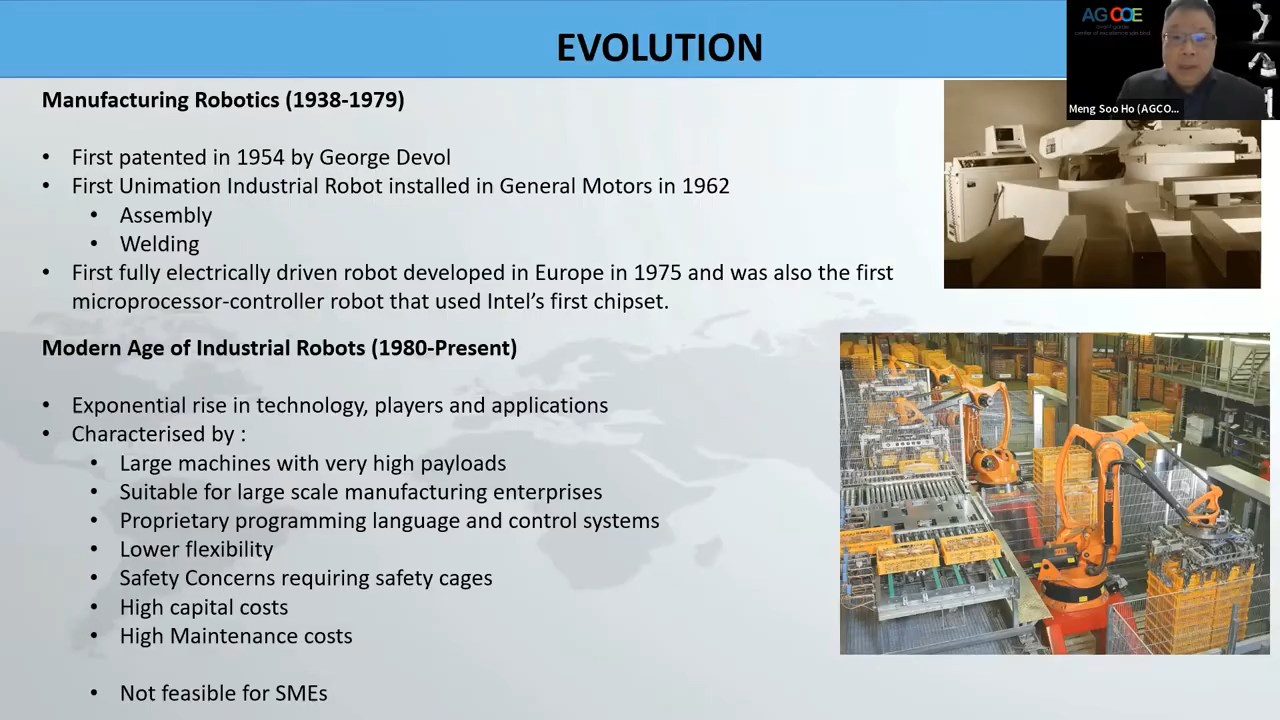 EVOLUTION
AGCOE
center of excellence sdn bhd
Meng Soo Ho (AGCO...
Manufacturing Robotics (1938-1979)
• First patented in 1954 by George Devol
• First Unimation Industrial Robot installed in General Motors in 1962
• Assembly
• Welding
• First fully electrically driven robot developed in Europe in 1975 and was also the first
microprocessor-controller robot that used Intel’s first chipset.
Modern Age of Industrial Robots (1980-Present)
• Exponential rise in technology, players and applications
• Characterised by :
• Large machines with very high payloads
• Suitable for large scale manufacturing enterprises
• Proprietary programming language and control systems
• Lower flexibility
• Safety Concerns requiring safety cages
• High capital costs
• High Maintenance costs
• Not feasible for SMEs